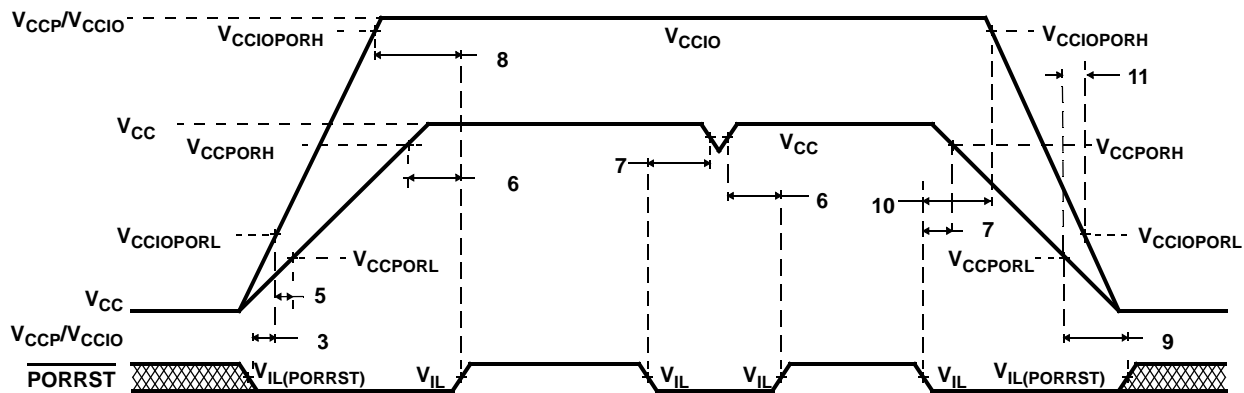 VCCP/VCCIO
VCCIOPORH
VCCIO
VCCIOPORH
8
11
VCC
VCCPORH
VCC
VCCPORH
7
6
6
10
7
VCCIOPORL
VCCPORL
VCCPORL
VCCIOPORL
VCC
5
VCCP/VCCIO
3
9
PORRST
VIL(PORRST)
VIL
VIL
VIL
VIL
VIL(PORRST)